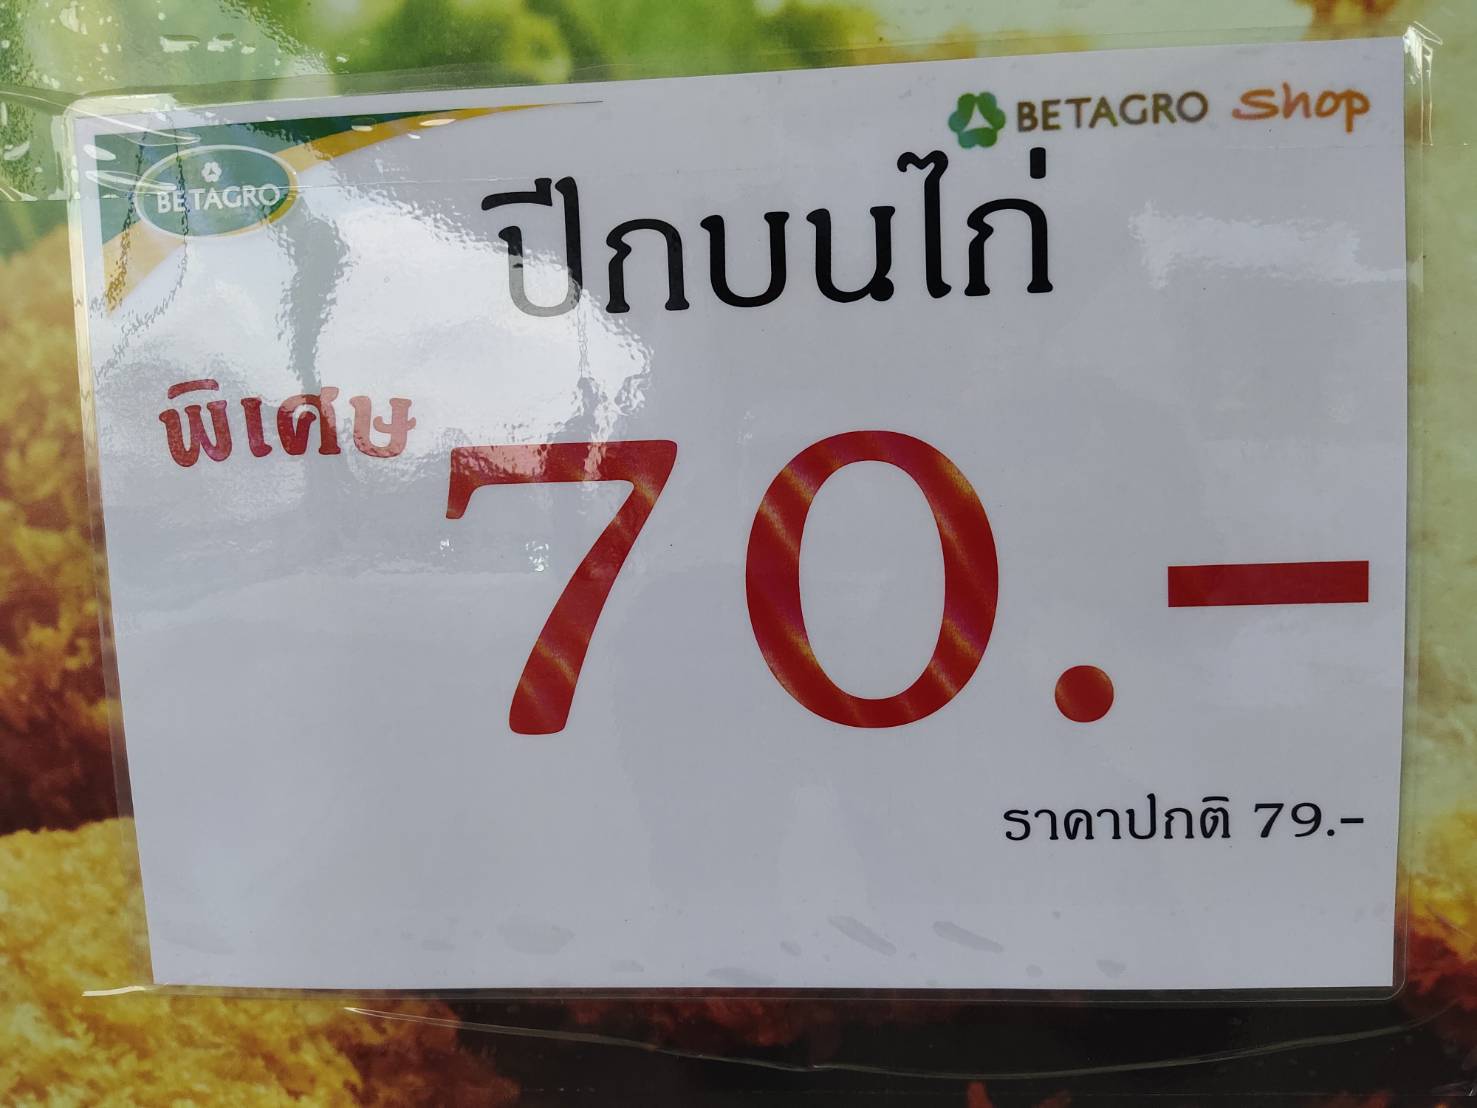 BETAGRO Shop
BETAGRO
ปีกบนไก่
พิเศษ
70.-
ราคาปกติ 79.-